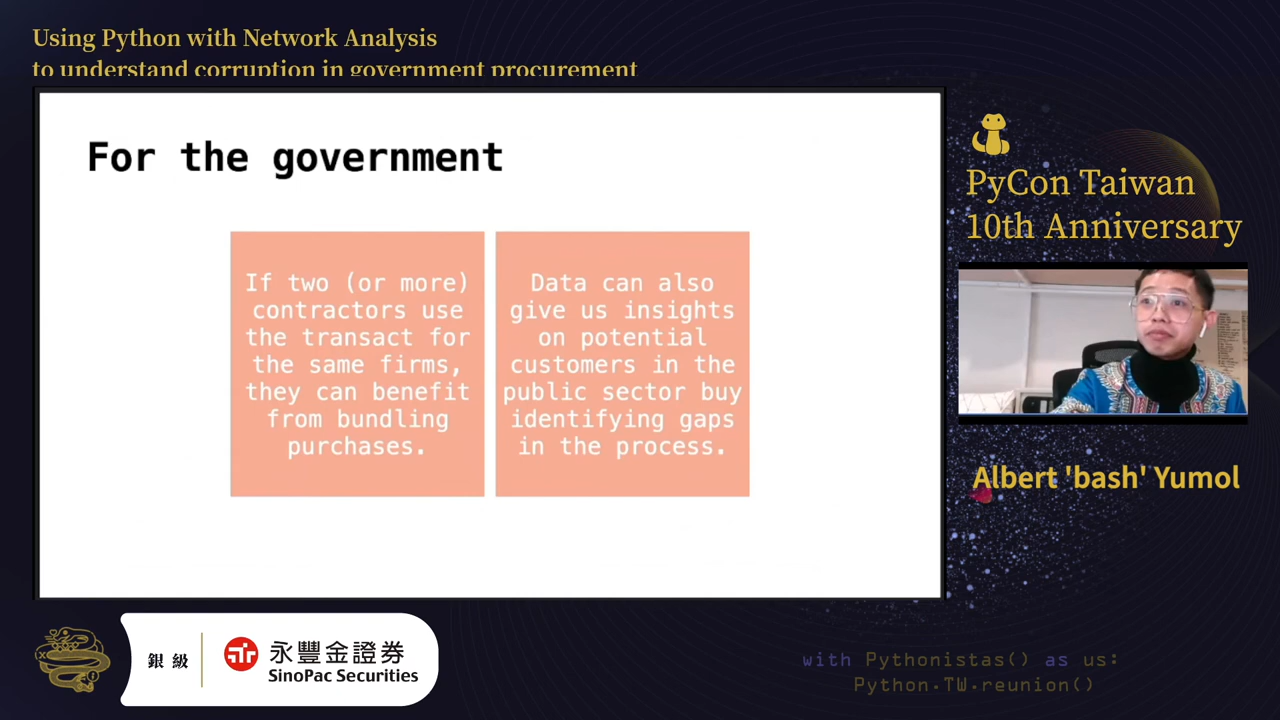 Using Python with Network Analysis
to understand corruption in government procurement
For the government
If two (or more)
contractors use
the transact for
the same firms,
they can benefit
from bundling
purchases.
Data can also
give us insights
on potential
customers in the
public sector buy
identifying gaps
in the process.
PyCon Taiwan
10th Anniversary
Albert 'bash' Yumol
銀級
永豐金證券
SinoPac Securities
with Pythonistas() as us:
Python.TW.reunion()